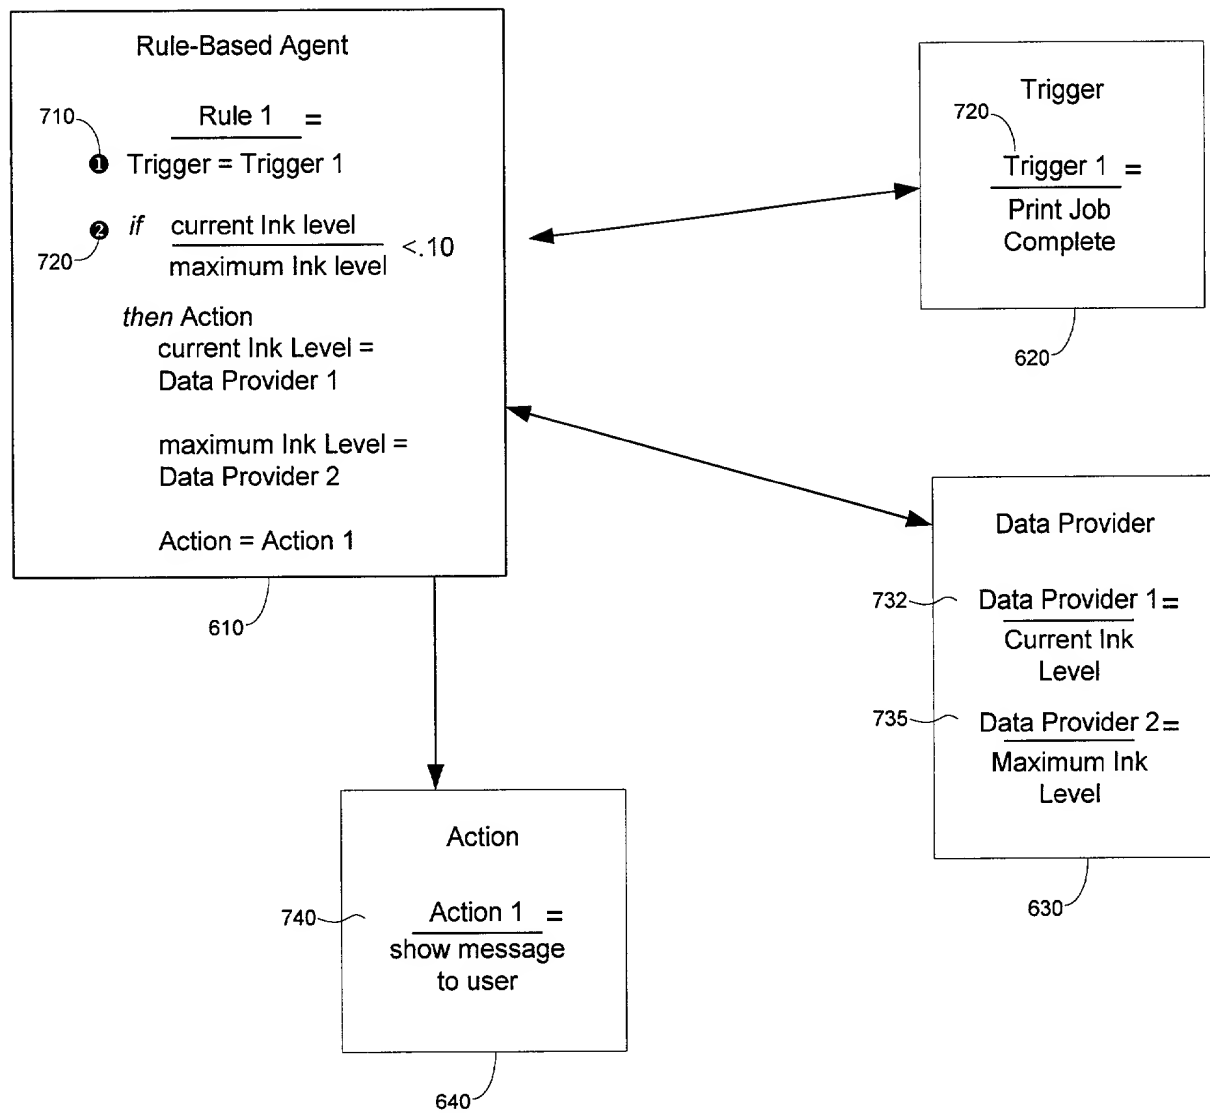 Rule-Based Agent
710
Rule 1 =
❶ Trigger = Trigger 1
❷ if current Ink level
maximum Ink level <.10
720
then Action
current Ink Level =
Data Provider 1
maximum Ink Level =
Data Provider 2
Action = Action 1
610
Trigger
720
Trigger 1 =
Print Job
Complete
620
Data Provider
732
Data Provider 1=
Current Ink
Level
735
Data Provider 2=
Maximum Ink
Level
630
Action
740
Action 1 =
show message
to user
640